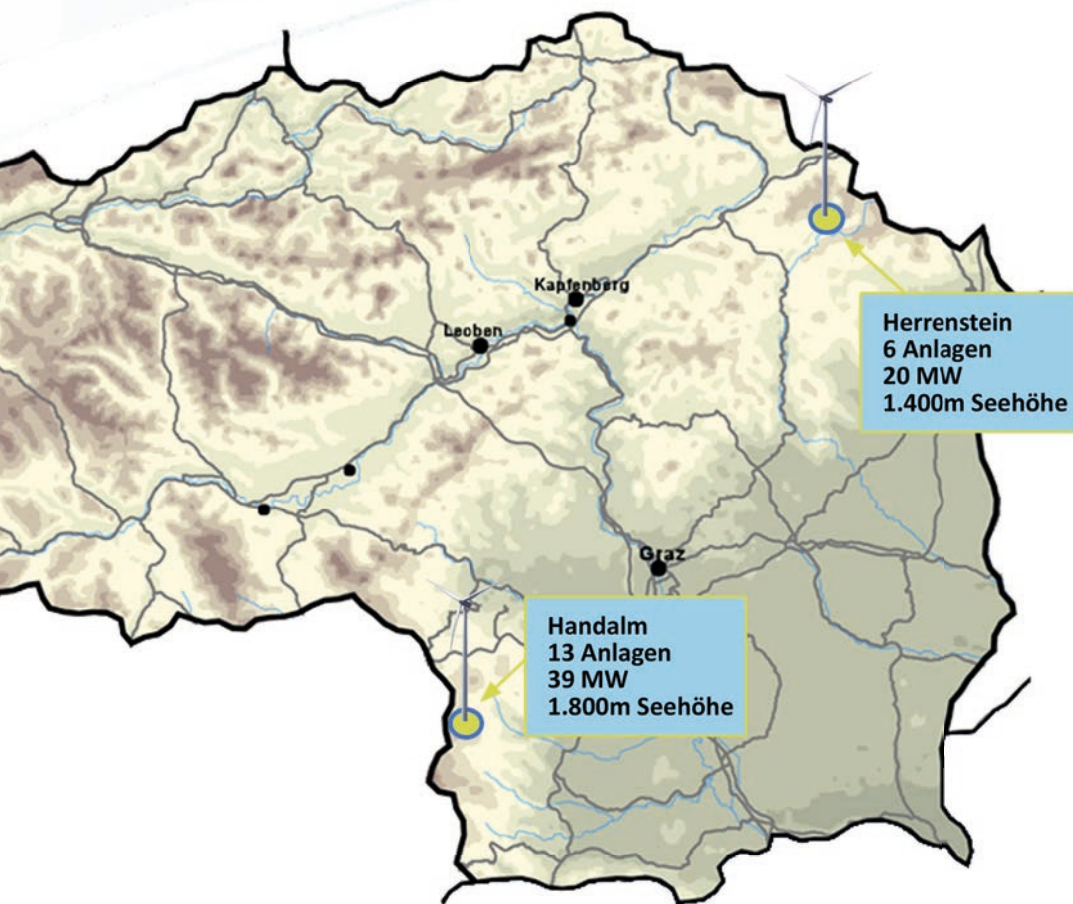 Kapfenberg
Leoben
Herrenstein
6 Anlagen
20 MW
1.400m Seehöhe
Graz
Handalm
13 Anlagen
39 MW
1.800m Seehöhe